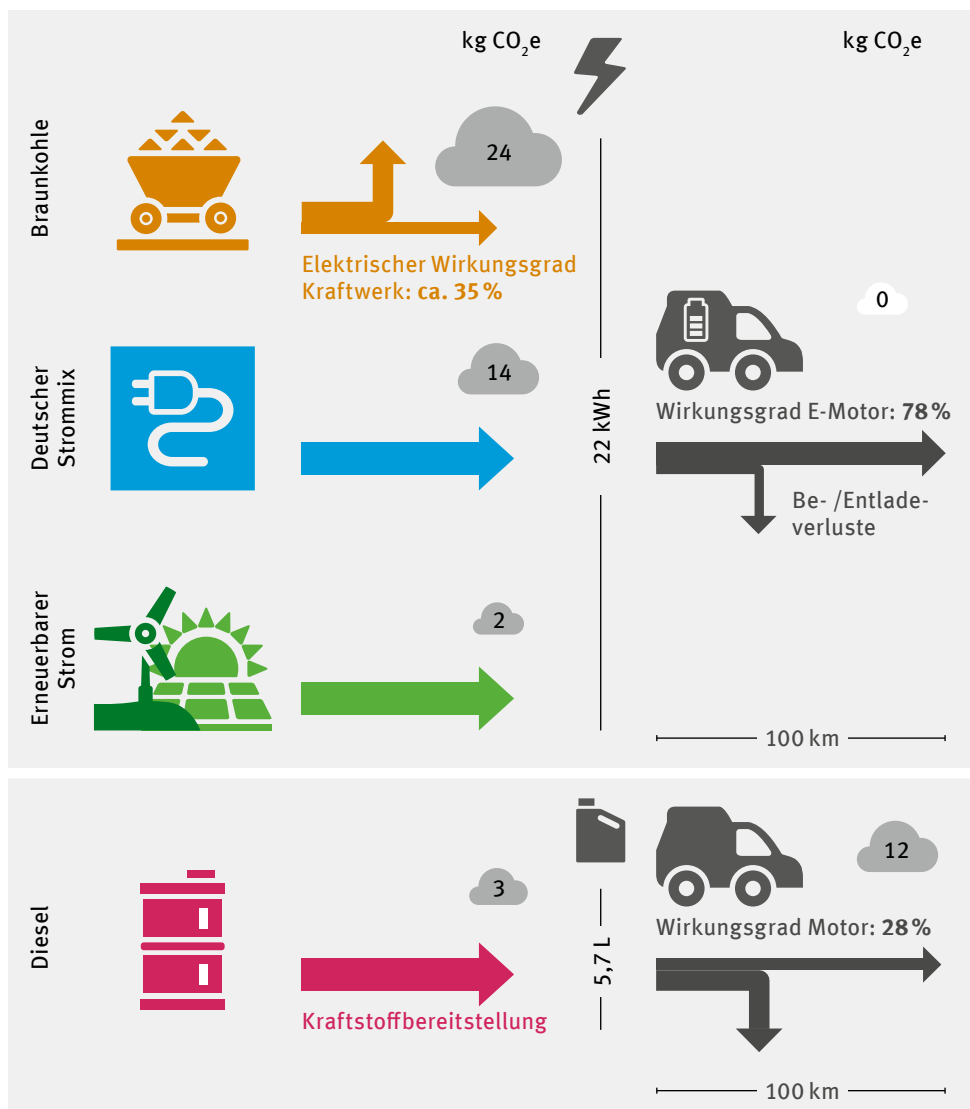 kg CO₂e
kg CO₂e
Braunkohle
24
Elektrischer Wirkungsgrad
Kraftwerk: ca. 35 %
0
Deutscher
Strommix
14
22 kWh
Wirkungsgrad E-Motor: 78 %
Be- /Entlade-
verluste
Erneuerbarer
Strom
2
100 km
Diesel
3
Kraftstoffbereitstellung
5,7 L
12
Wirkungsgrad Motor: 28 %
100 km